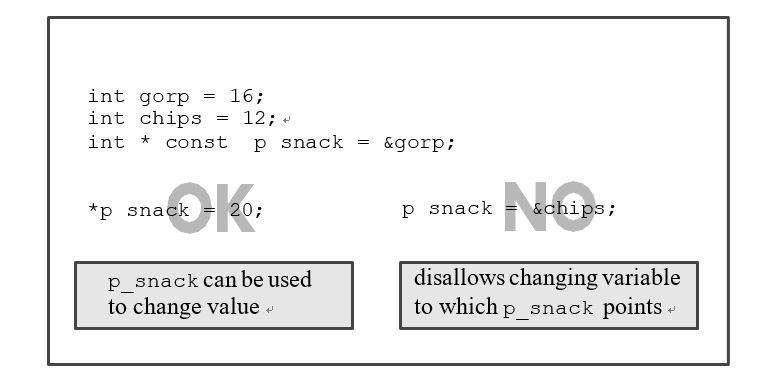 int gorp = 16;
int chips = 12;
int * const p snack = &gorp;
*p snack = 20;
OK
p snack = &chips;
NO
p_snack can be used
to change value
disallows changing variable
to which p_snack points